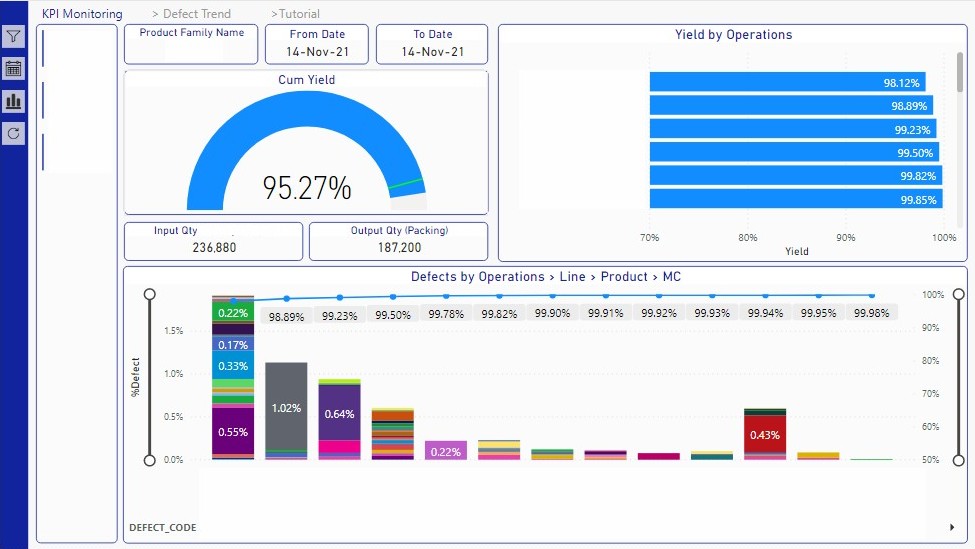 KPI Monitoring > Defect Trend >Tutorial
Product Family Name
From Date
14-Nov-21
To Date
14-Nov-21
Cum Yield
95.27%
Input Qty
236,880
Output Qty (Packing)
187,200
Yield by Operations
98.12%
98.89%
99.23%
99.50%
99.82%
99.85%
70% 80% 90% 100%
Yield
Defects by Operations > Line > Product > MC
%Defect
1.5%
1.0%
0.5%
0.0%
98.89% 99.23% 99.50% 99.78% 99.82% 99.90% 99.91% 99.92% 99.93% 99.94% 99.95% 99.98%
0.22%
0.17%
0.33%
0.55%
1.02%
0.64%
0.22%
0.43%
100%
90%
80%
70%
60%
50%
DEFECT_CODE